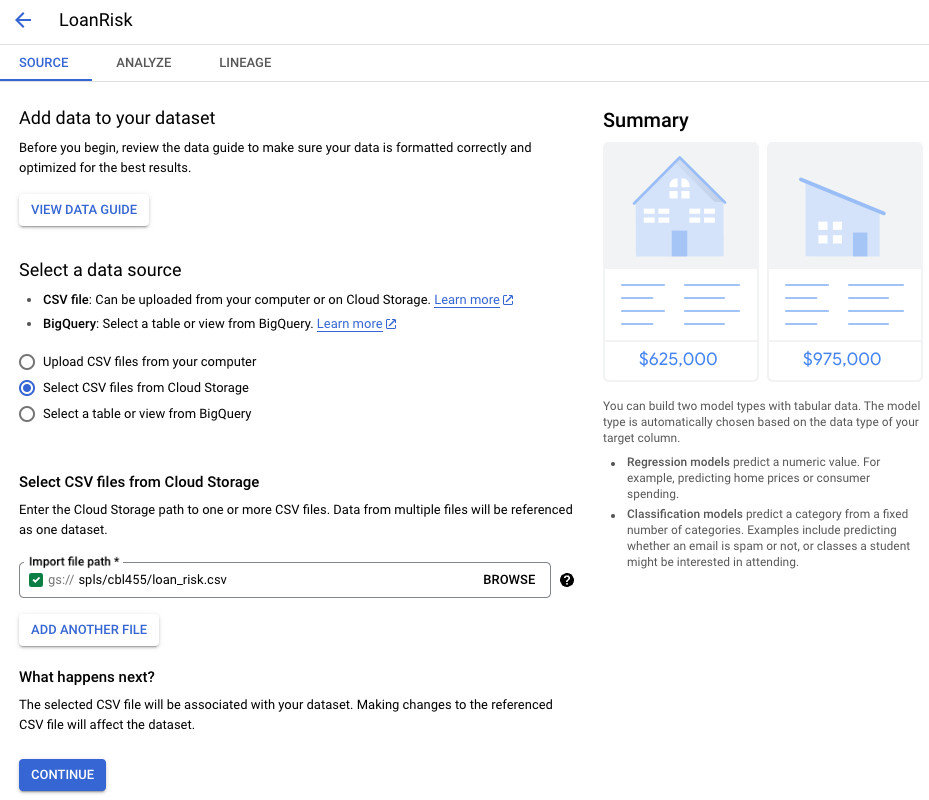 LoanRisk
SOURCE
ANALYZE
LINEAGE
Add data to your dataset
Before you begin, review the data guide to make sure your data is formatted correctly and
optimized for the best results.
VIEW DATA GUIDE
Select a data source
• CSV file: Can be uploaded from your computer or on Cloud Storage. Learn more
• BigQuery: Select a table or view from BigQuery. Learn more
Upload CSV files from your computer
Select CSV files from Cloud Storage
Select a table or view from BigQuery
Select CSV files from Cloud Storage
Enter the Cloud Storage path to one or more CSV files. Data from multiple files will be referenced
as one dataset.
Import file path *
gs:// spls/cbl455/loan_risk.csv
BROWSE
?
ADD ANOTHER FILE
What happens next?
The selected CSV file will be associated with your dataset. Making changes to the referenced
CSV file will affect the dataset.
CONTINUE
Summary
$625,000
$975,000
You can build two model types with tabular data. The model
type is automatically chosen based on the data type of your
target column.
• Regression models predict a numeric value. For
example, predicting home prices or consumer
spending.
• Classification models predict a category from a fixed
number of categories. Examples include predicting
whether an email is spam or not, or classes a student
might be interested in attending.